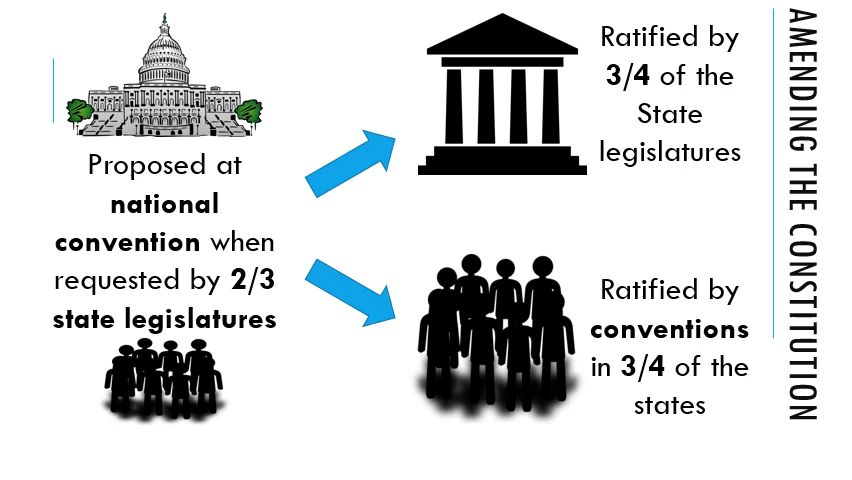 Proposed at
national
convention when
requested by 2/3
state legislatures
Ratified by
3/4 of the
State
legislatures
Ratified by
conventions
in 3/4 of the
states
AMENDING THE CONSTITUTION